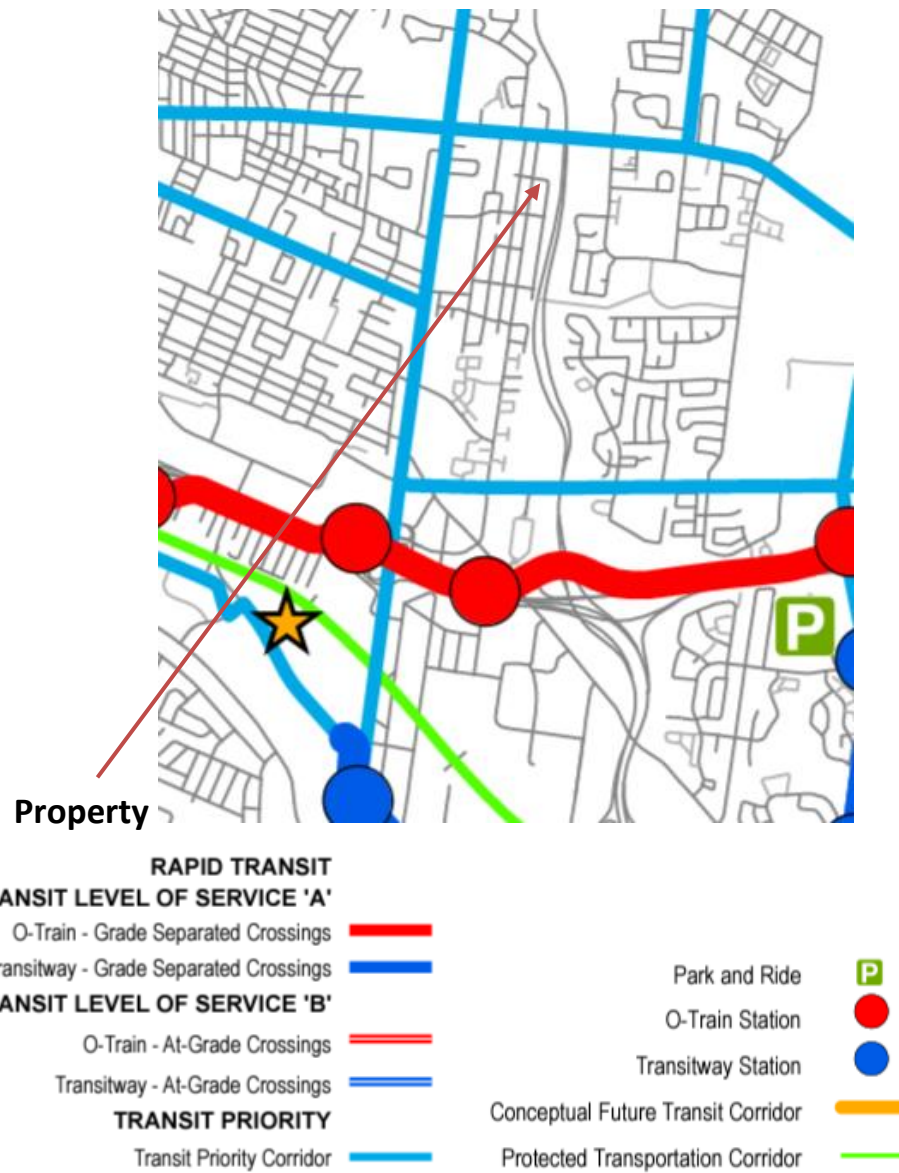 P
Property
RAPID TRANSIT
ANSIT LEVEL OF SERVICE 'A'
O-Train - Grade Separated Crossings
ransitway - Grade Separated Crossings
ANSIT LEVEL OF SERVICE 'B'
O-Train - At-Grade Crossings
Transitway - At-Grade Crossings
TRANSIT PRIORITY
Transit Priority Corridor
Park and Ride P
O-Train Station
Transitway Station
Conceptual Future Transit Corridor
Protected Transportation Corridor